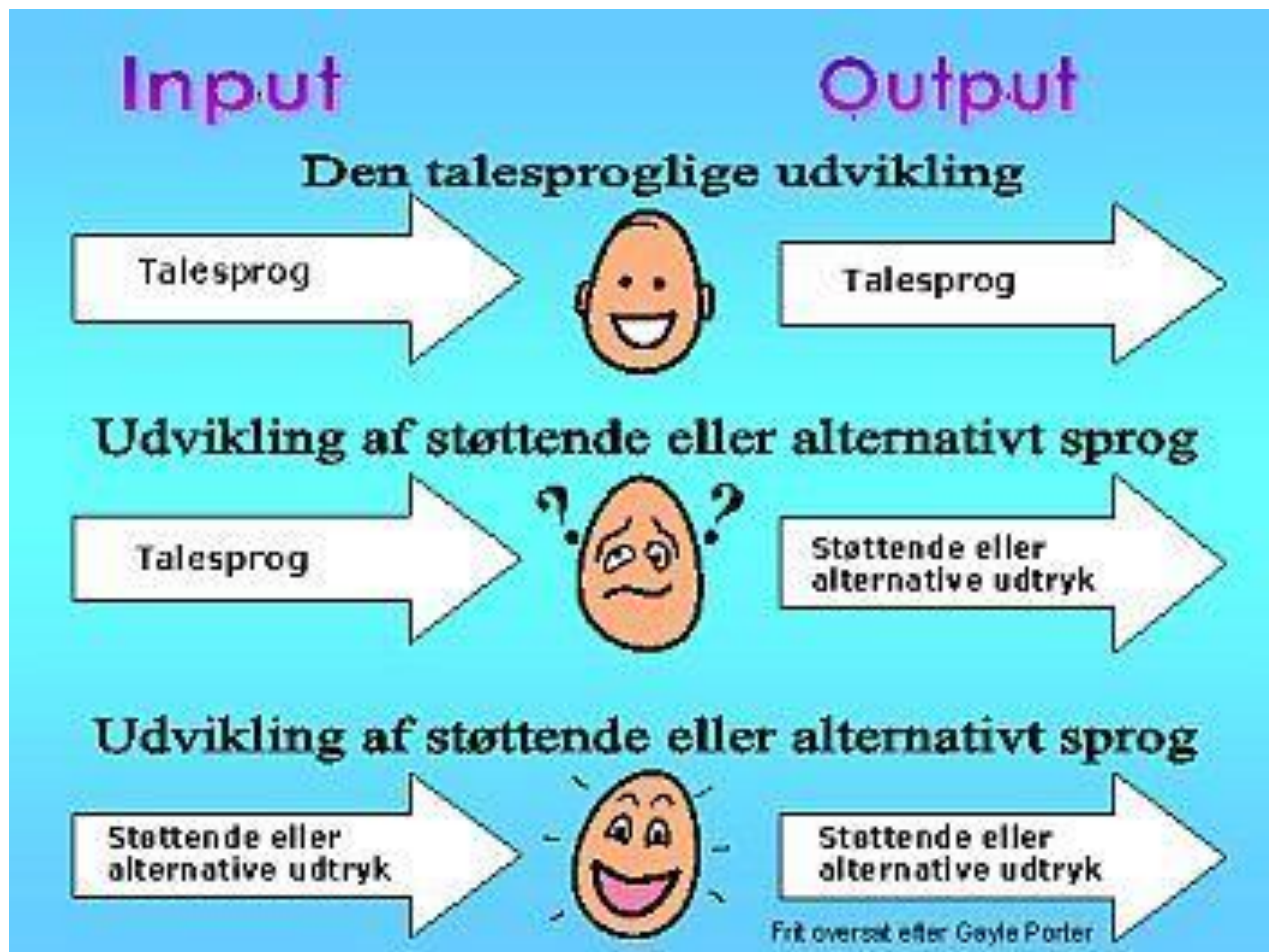 Input
Output
Den talesproglige udvikling
Talesprog
Talesprog
Udvikling af støttende eller alternativt sprog
Talesprog
? ?
Støttende eller
alternative udtryk
Udvikling af støttende eller alternativt sprog
Støttende eller
alternative udtryk
Støttende eller
alternative udtryk
Frit oversat efter Gayle Porter